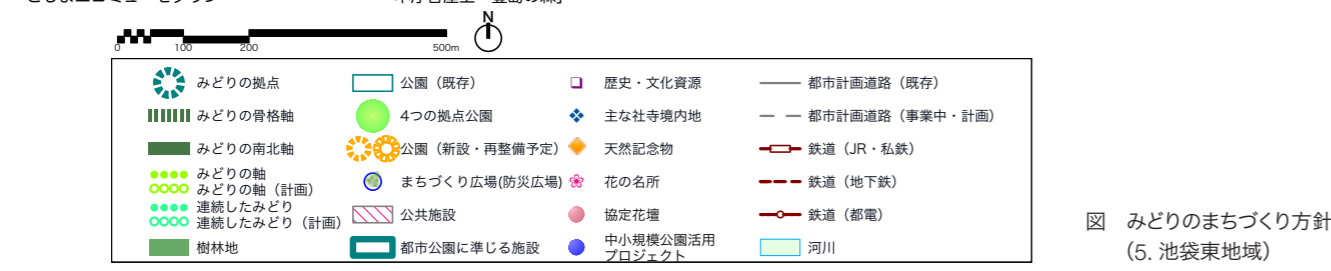 N
0 100 200 500m
みどりの拠点
みどりの骨格軸
みどりの南北軸
みどりの軸
みどりの軸（計画）
連続したみどり
連続したみどり（計画）
樹林地
公園（既存）
4つの拠点公園
公園（新設・再整備予定）
まちづくり広場(防災広場)
公共施設
都市公園に準じる施設
歴史・文化資源
主な社寺境内地
天然記念物
花の名所
協定花壇
中小規模公園活用
プロジェクト
都市計画道路（既存）
都市計画道路（事業中・計画）
鉄道（JR・私鉄）
鉄道（地下鉄）
鉄道（都電）
河川
図　みどりのまちづくり方針
（5. 池袋東地域）